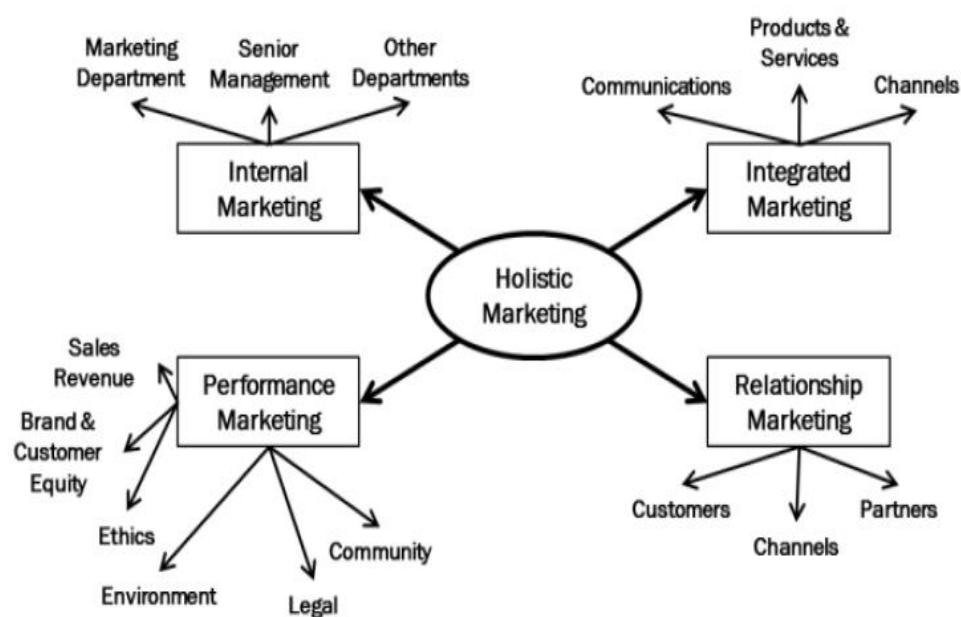 Marketing
Department
Senior
Management
Other
Departments
Products &
Services
Communications
Channels
Internal
Marketing
Integrated
Marketing
Holistic
Marketing
Sales
Revenue
Brand &
Customer
Equity
Ethics
Performance
Marketing
Environment
Legal
Community
Relationship
Marketing
Customers
Channels
Partners